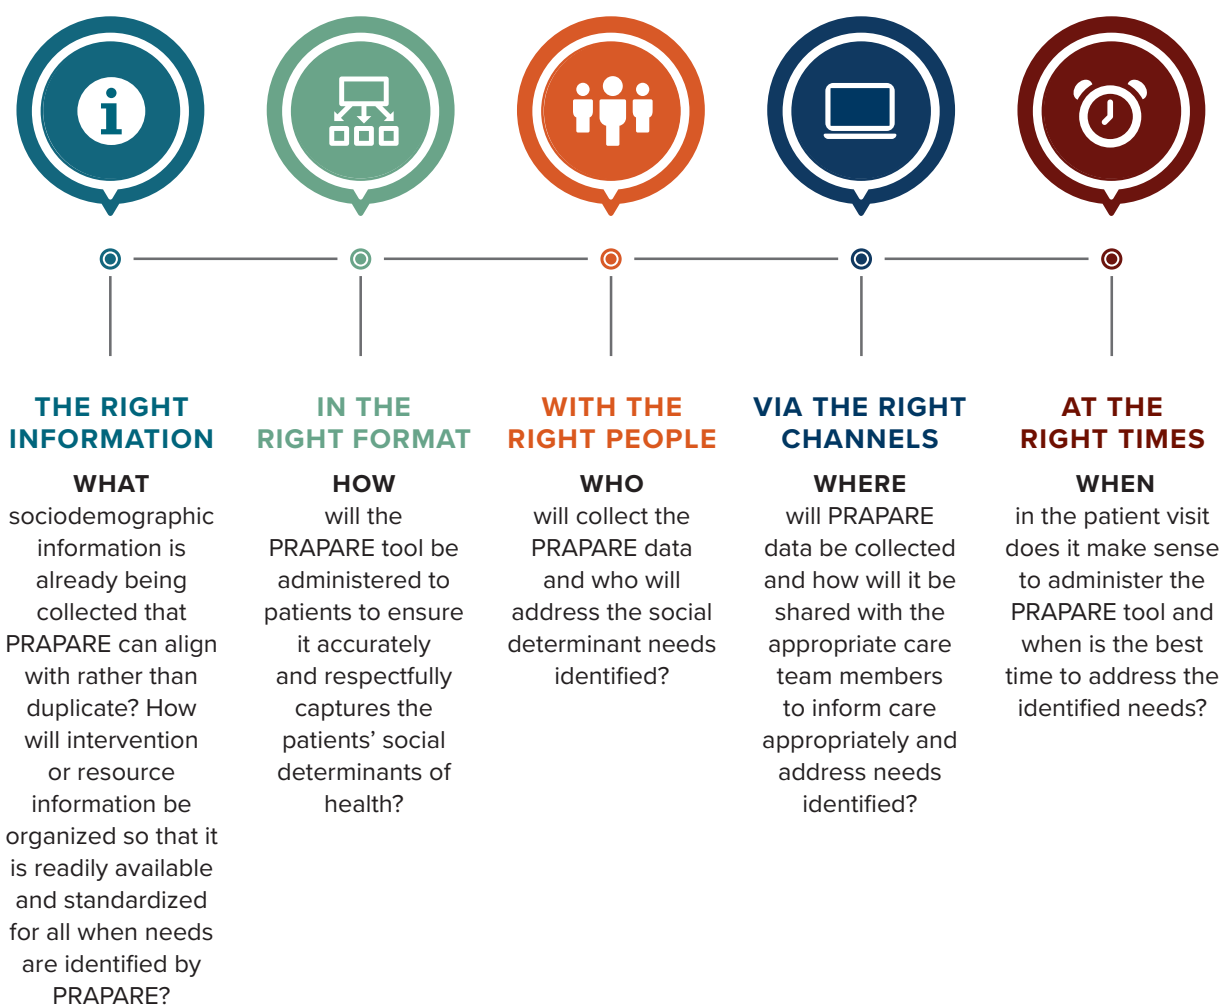 THE RIGHT
INFORMATION
WHAT
sociodemographic
information is
already being
collected that
PRAPARE can align
with rather than
duplicate? How
will intervention
or resource
information be
organized so that it
is readily available
and standardized
for all when needs
are identified by
PRAPARE?
IN THE
RIGHT FORMAT
HOW
will the
PRAPARE tool be
administered to
patients to ensure
it accurately
and respectfully
captures the
patients’ social
determinants of
health?
WITH THE
RIGHT PEOPLE
WHO
will collect the
PRAPARE data
and who will
address the social
determinant needs
identified?
VIA THE RIGHT
CHANNELS
WHERE
will PRAPARE
data be collected
and how will it be
shared with the
appropriate care
team members
to inform care
appropriately and
address needs
identified?
AT THE
RIGHT TIMES
WHEN
in the patient visit
does it make sense
to administer the
PRAPARE tool and
when is the best
time to address the
identified needs?